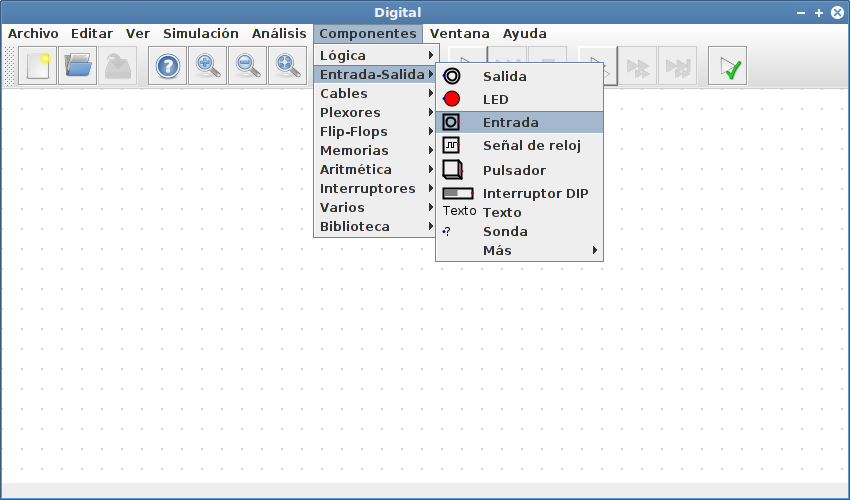 Digital
Archivo Editar Ver Simulación Análisis Componentes Ventana Ayuda
Lógica
Entrada-Salida
Cables
Plexores
Flip-Flops
Memorias
Aritmética
Interruptores
Varios
Biblioteca
Salida
LED
Entrada
Señal de reloj
Pulsador
Interruptor DIP
Texto Texto
? Sonda
Más